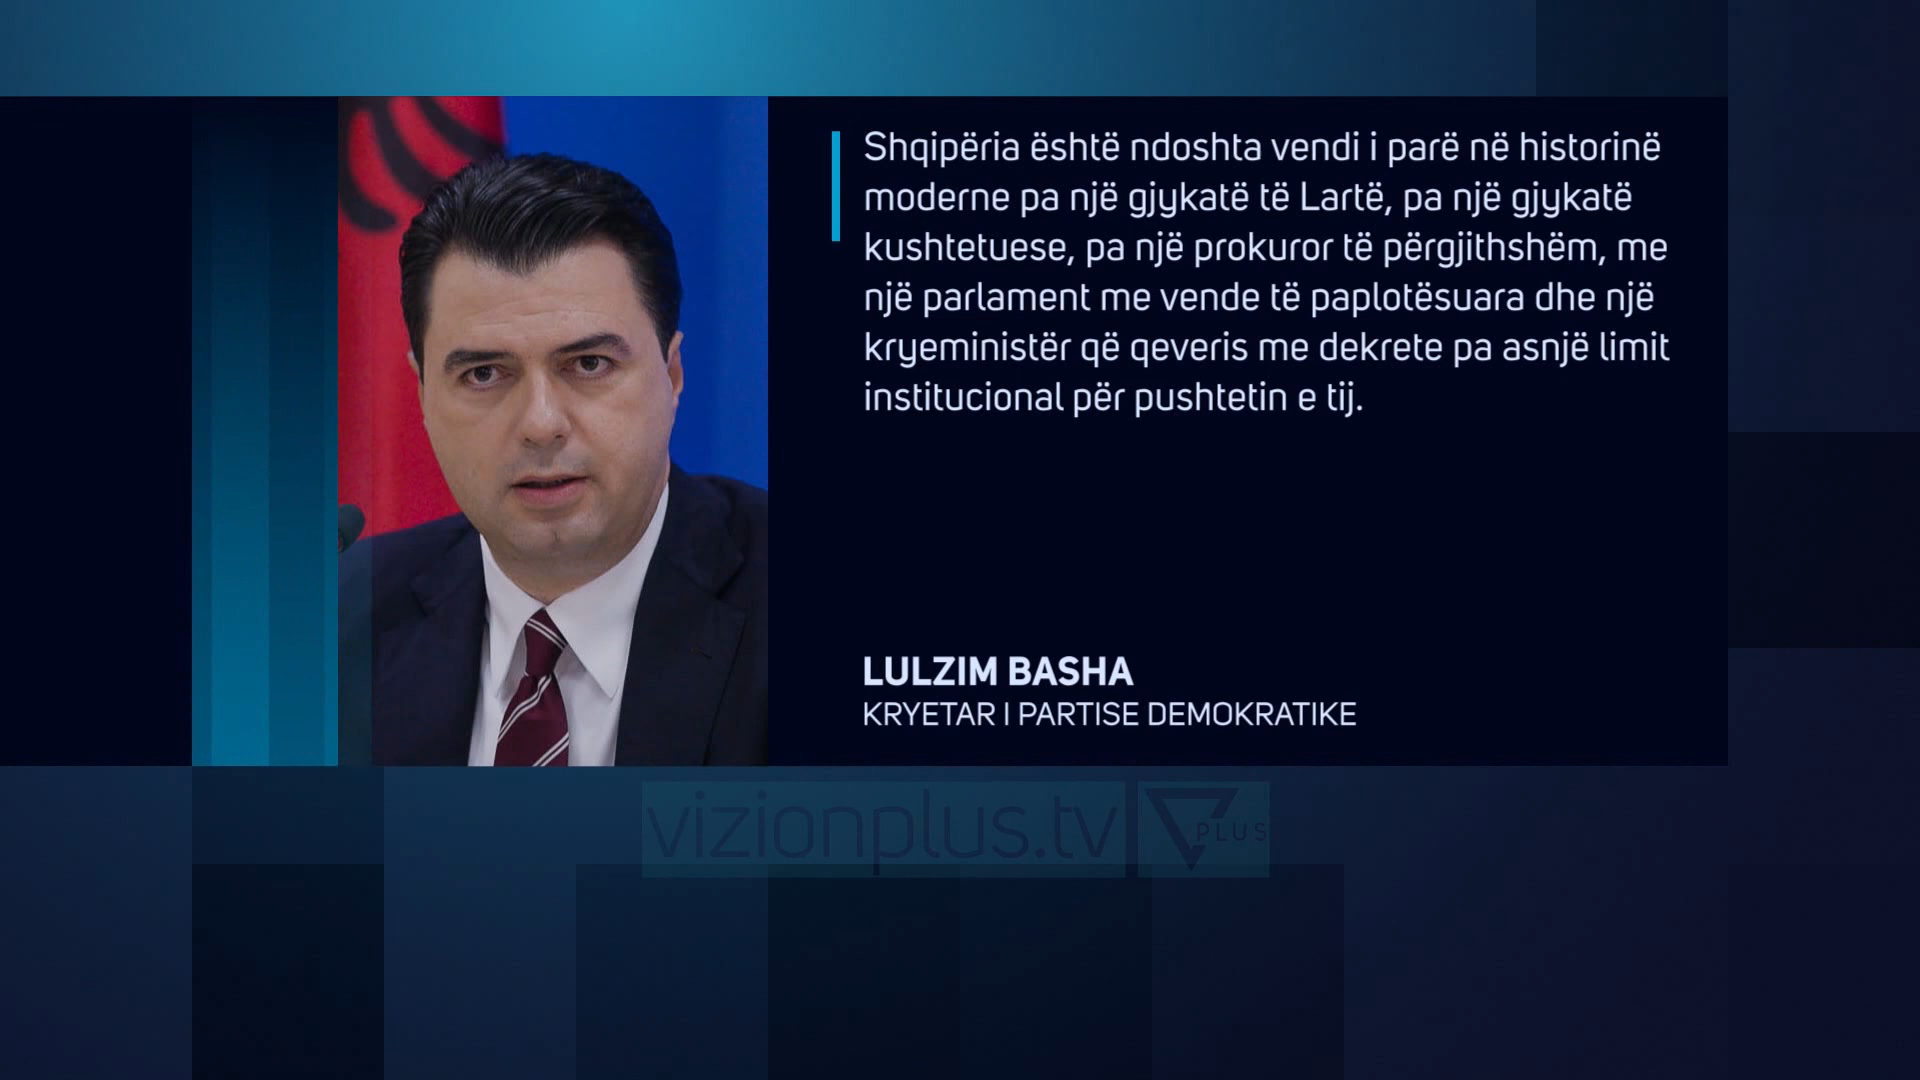 Shqipëria është ndoshta vendi i parë në historinë
moderne pa një gjykatë të Lartë, pa një gjykatë
kushtetuese, pa një prokuror të përgjithshëm, me
një parlament me vende të paplotësuara dhe një
kryeministër që qeveris me dekrete pa asnjë limit
institucional për pushtetin e tij.
LULZIM BASHA
KRYETAR I PARTISE DEMOKRATIKE
vizionplus.tv
PLUS